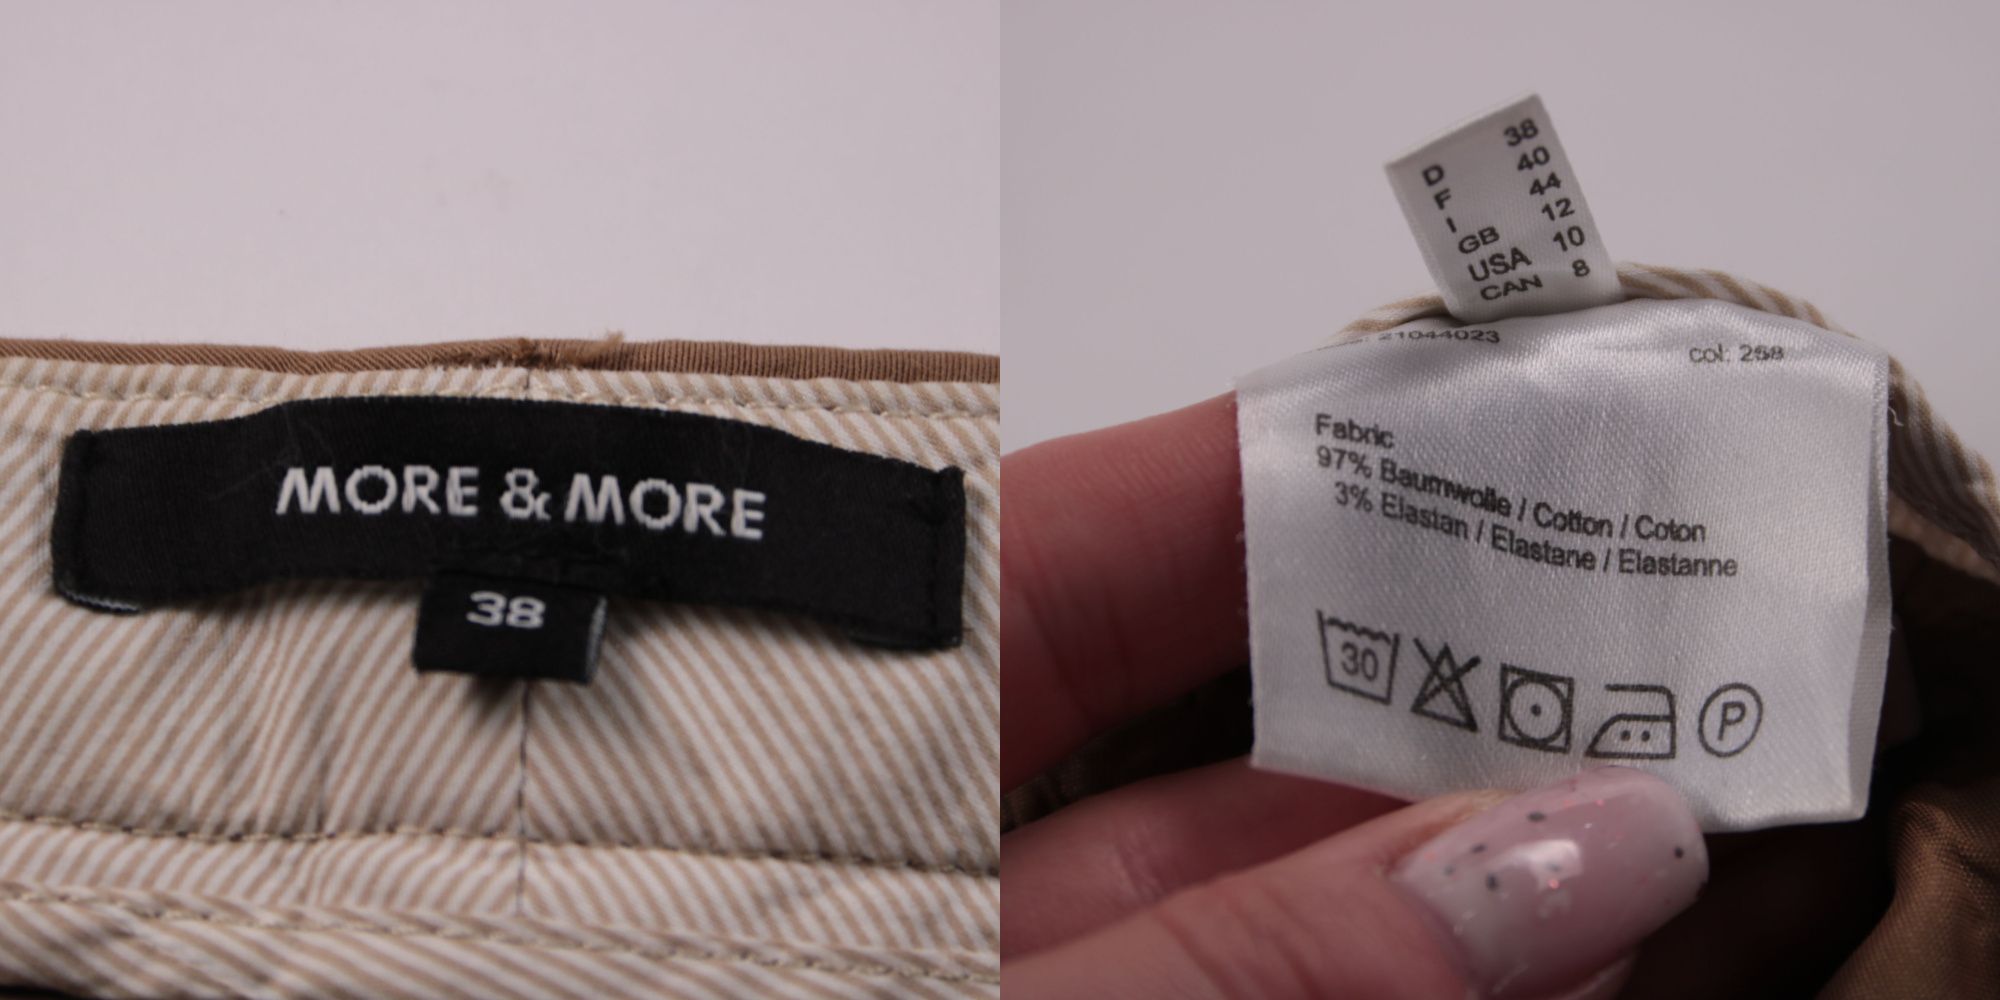 MORE & MORE
38
D 38
F 40
I 44
GB 12
USA 10
CAN 8
21044023
col: 268
Fabric
97% Baumwolle / Cotton / Coton
3% Elastan / Elastane / Elastanne
30
P